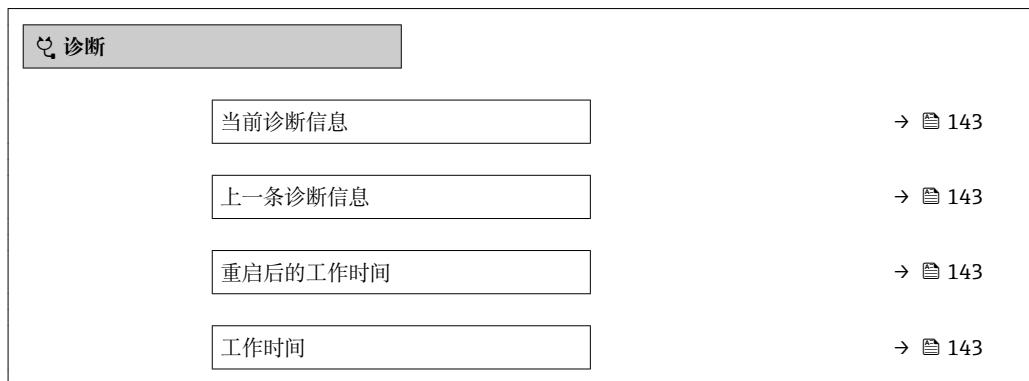 诊断
当前诊断信息 → 143
上一条诊断信息 → 143
重启后的工作时间 → 143
工作时间 → 143